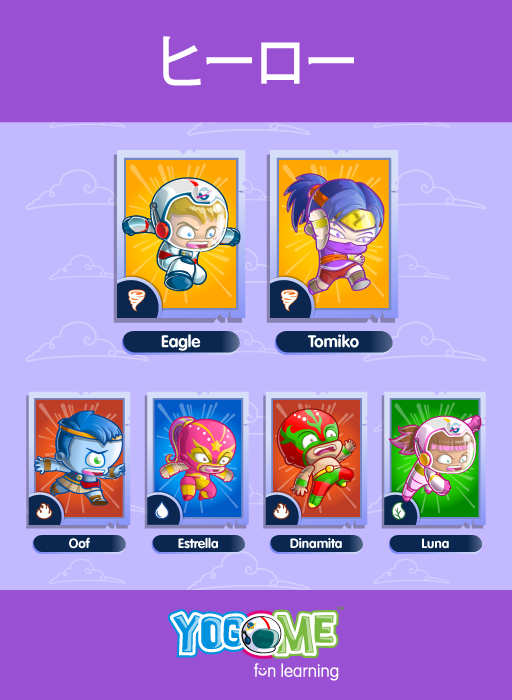 ヒーロー
Eagle
Tomiko
Oof
Estrella
Dinamita
Luna
YOGOME
fun learning